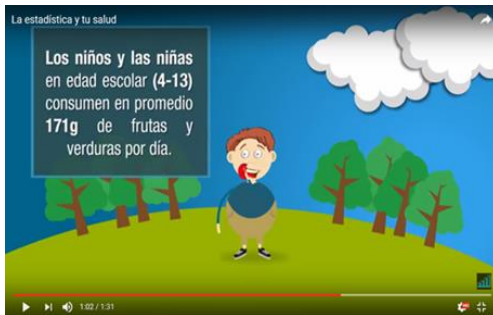 La estadística y tu salud
Los niños y las niñas
en edad escolar (4-13)
consumen en promedio
171g de frutas y
verduras por día.
1:02 / 1:31